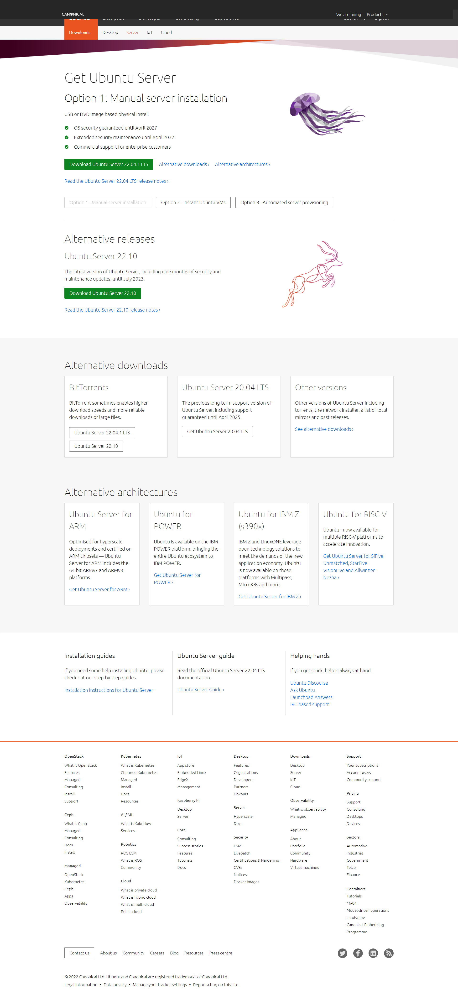 CANONICAL
We are hiring
Products
Downloads
Desktop
Server
IoT
Cloud
Get Ubuntu Server
Option 1: Manual server installation
USB or DVD image based physical install
OS security guaranteed until April 2027
Extended security maintenance until April 2032
Commercial support for enterprise customers
Download Ubuntu Server 22.04.1 LTS
Alternative downloads ›
Alternative architectures ›
Read the Ubuntu Server 22.04 LTS release notes ›
Option 1 - Manual server installation
Option 2 - Instant Ubuntu VMs
Option 3 - Automated server provisioning
Alternative releases
Ubuntu Server 22.10
The latest version of Ubuntu Server, including nine months of security and
maintenance updates, until July 2023.
Download Ubuntu Server 22.10
Read the Ubuntu Server 22.10 release notes ›
Alternative downloads
BitTorrents
BitTorrent sometimes enables higher
download speeds and more reliable
downloads of large files.
Ubuntu Server 22.04.1 LTS
Ubuntu Server 22.10
Ubuntu Server 20.04 LTS
The previous long-term support version of
Ubuntu Server, including support
guaranteed until April 2025.
Get Ubuntu Server 20.04 LTS
Other versions
Other versions of Ubuntu Server including
torrents, the network installer, a list of local
mirrors and past releases.
See alternative downloads ›
Alternative architectures
Ubuntu Server for
ARM
Optimised for hyperscale
deployments and certified on
ARM chipsets — Ubuntu
Server for ARM includes the
64-bit ARMv7 and ARMv8
platforms.
Get Ubuntu Server for ARM ›
Ubuntu for
POWER
Ubuntu is available on the IBM
POWER platform, bringing the
entire Ubuntu ecosystem to
IBM POWER.
Get Ubuntu Server for
POWER ›
Ubuntu for IBM Z
(s390x)
IBM Z and LinuxONE leverage
open technology solutions to
meet the demands of the new
application economy. Ubuntu
is now available on those
platforms with Multipass,
MicroK8s and more.
Get Ubuntu Server for IBM Z ›
Ubuntu for RISC-V
Ubuntu - now available for
multiple RISC-V platforms to
accelerate innovation.
Get Ubuntu Server for SiFive
Unmatched, StarFive
VisionFive and Allwinner
Nezha ›
Installation guides
If you need some help installing Ubuntu, please
check out our step-by-step guides.
Installation instructions for Ubuntu Server
Ubuntu Server guide
Read the official Ubuntu Server 22.04 LTS
documentation.
Ubuntu Server Guide ›
Helping hands
If you get stuck, help is always at hand.
Ubuntu Discourse
Ask Ubuntu
Launchpad Answers
IRC-based support
OpenStack
What is OpenStack
Features
Managed
Consulting
Install
Support
Ceph
What is Ceph
Managed
Consulting
Docs
Install
Managed
OpenStack
Kubernetes
Ceph
Apps
Observability
Kubernetes
What is Kubernetes
Charmed Kubernetes
Managed
Install
Docs
Resources
AI / ML
What is Kubeflow
Services
Robotics
ROS ESM
What is ROS
Community
Cloud
What is private cloud
What is hybrid cloud
What is multi-cloud
Public cloud
IoT
App store
Embedded Linux
EdgeX
Management
Raspberry Pi
Desktop
Server
Core
Consulting
Success stories
Features
Tutorials
Docs
Desktop
Features
Organisations
Developers
Partners
Flavours
Server
Hyperscale
Docs
Security
ESM
Livepatch
Certifications & Hardening
CVEs
Notices
Docker Images
Downloads
Desktop
Server
IoT
Cloud
Observability
What is observability
Managed
Appliance
About
Portfolio
Community
Hardware
Virtual machines
Support
Your subscriptions
Account users
Community support
Pricing
Support
Consulting
Desktops
Devices
Sectors
Automotive
Industrial
Government
Telco
Finance
Containers
Tutorials
16-04
Model-driven operations
Landscape
Canonical Embedding
Programme
Contact us
About us
Community
Careers
Blog
Resources
Press centre
© 2022 Canonical Ltd. Ubuntu and Canonical are registered trademarks of Canonical Ltd.
Legal information • Data privacy • Manage your tracker settings • Report a bug on this site